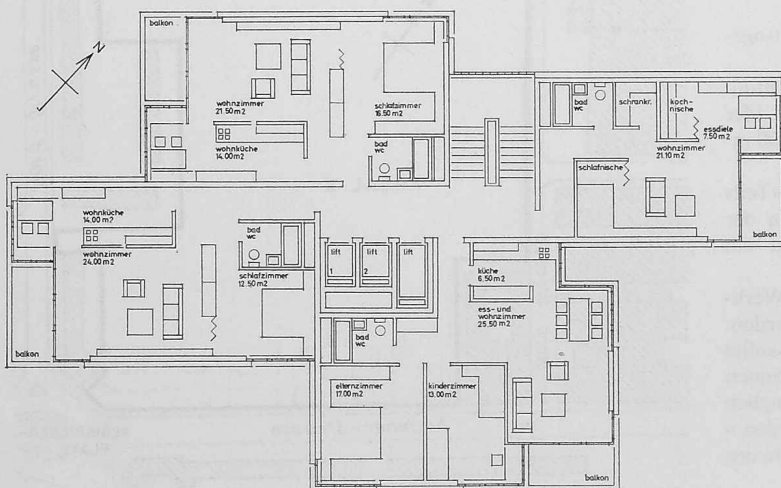 balkon
wohnzimmer
21.50 m2
schlafzimmer
16.50 m2
wohnküche
14.00 m2
bad
wc
N
bad
wc
schrankr.
koch-
nische
essdiele
7.50 m2
wohnzimmer
21.10 m2
schlafnische
balkon
wohnküche
14.00 m2
wohnzimmer
24.00 m2
bad
wc
schlafzimmer
12.50 m2
balkon
lift
1
lift
2
lift
küche
6.50 m2
ess- und
wohnzimmer
25.50 m2
bad
wc
elternzimmer
17.00 m2
kinderzimmer
13.00 m2
balkon